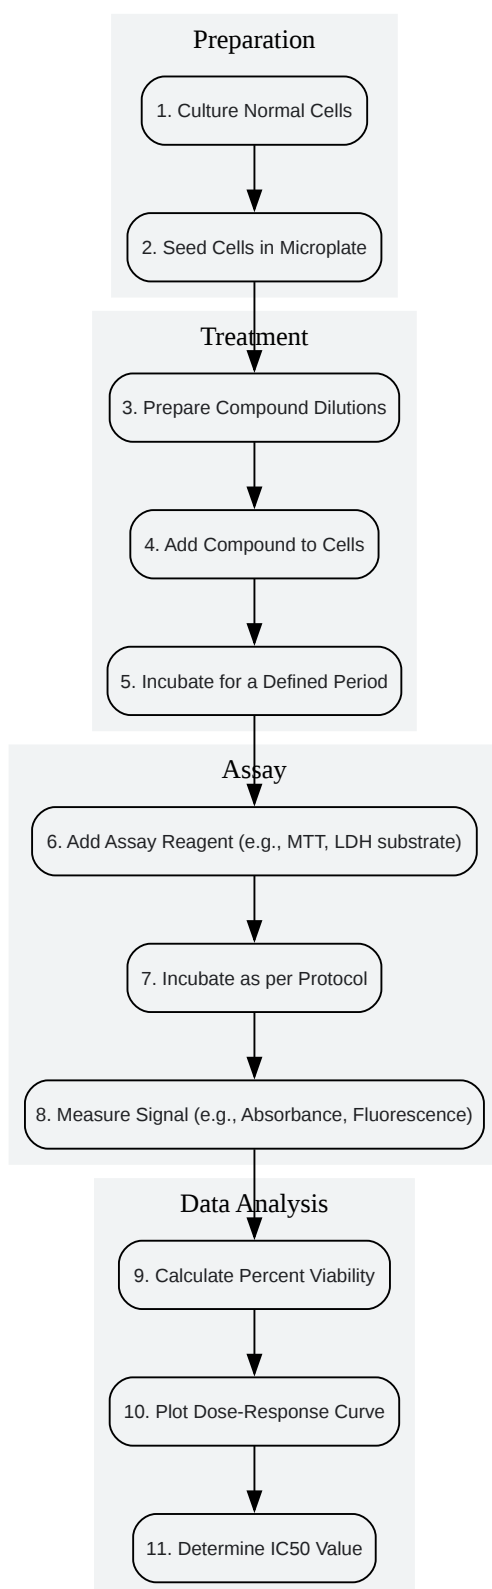 Preparation
1. Culture Normal Cells
2. Seed Cells in Microplate
Treatment
3. Prepare Compound Dilutions
4. Add Compound to Cells
5. Incubate for a Defined Period
Assay
6. Add Assay Reagent (e.g., MTT, LDH substrate)
7. Incubate as per Protocol
8. Measure Signal (e.g., Absorbance, Fluorescence)
Data Analysis
9. Calculate Percent Viability
10. Plot Dose-Response Curve
11. Determine IC50 Value